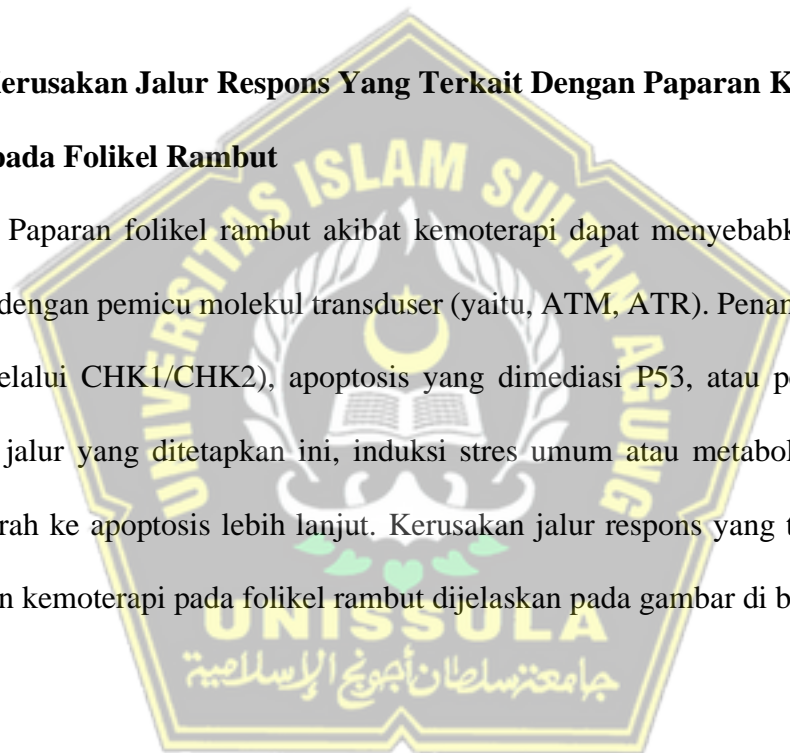 erusakan Jalur Respons Yang Terkait Dengan Paparan K
pada Folikel Rambut
Paparan folikel rambut akibat kemoterapi dapat menyebabk
dengan pemicu molekul transduser (yaitu, ATM, ATR). Penan
elalui CHK1/CHK2), apoptosis yang dimediasi P53, atau pe
jalur yang ditetapkan ini, induksi stres umum atau metabol
rah ke apoptosis lebih lanjut. Kerusakan jalur respons yang t
n kemoterapi pada folikel rambut dijelaskan pada gambar di b
UNIVERSITAS ISLAM SULTAN AGUNG
UNISSULA
جامعتنسلطان أجونج الإسلامية